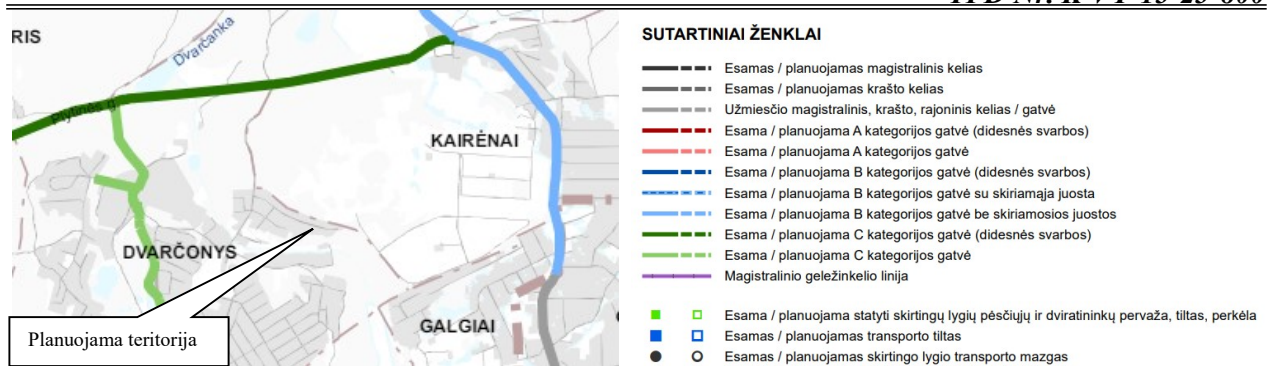 RIS
Dvarčanka
Plytinės g.
KAIRĖNAI
DVARČONYS
GALGIAI
Planuojama teritorija
SUTARTINIAI ŽENKLAI
Esamas / planuojamas magistralinis kelias
Esamas / planuojamas krašto kelias
Užmiesčio magistralinis, krašto, rajoninis kelias / gatvė
Esama / planuojama A kategorijos gatvė (didesnės svarbos)
Esama / planuojama A kategorijos gatvė
Esama / planuojama B kategorijos gatvė (didesnės svarbos)
Esama / planuojama B kategorijos gatvė su skiriamąja juosta
Esama / planuojama B kategorijos gatvė be skiriamosios juostos
Esama / planuojama C kategorijos gatvė (didesnės svarbos)
Esama / planuojama C kategorijos gatvė
Magistralinio geležinkelio linija
Esama / planuojama statyti skirtingų lygių pėsčiųjų ir dviratininkų pervaža, tiltas, perkėla
Esamas / planuojamas transporto tiltas
Esamas / planuojamas skirtingo lygio transporto mazgas